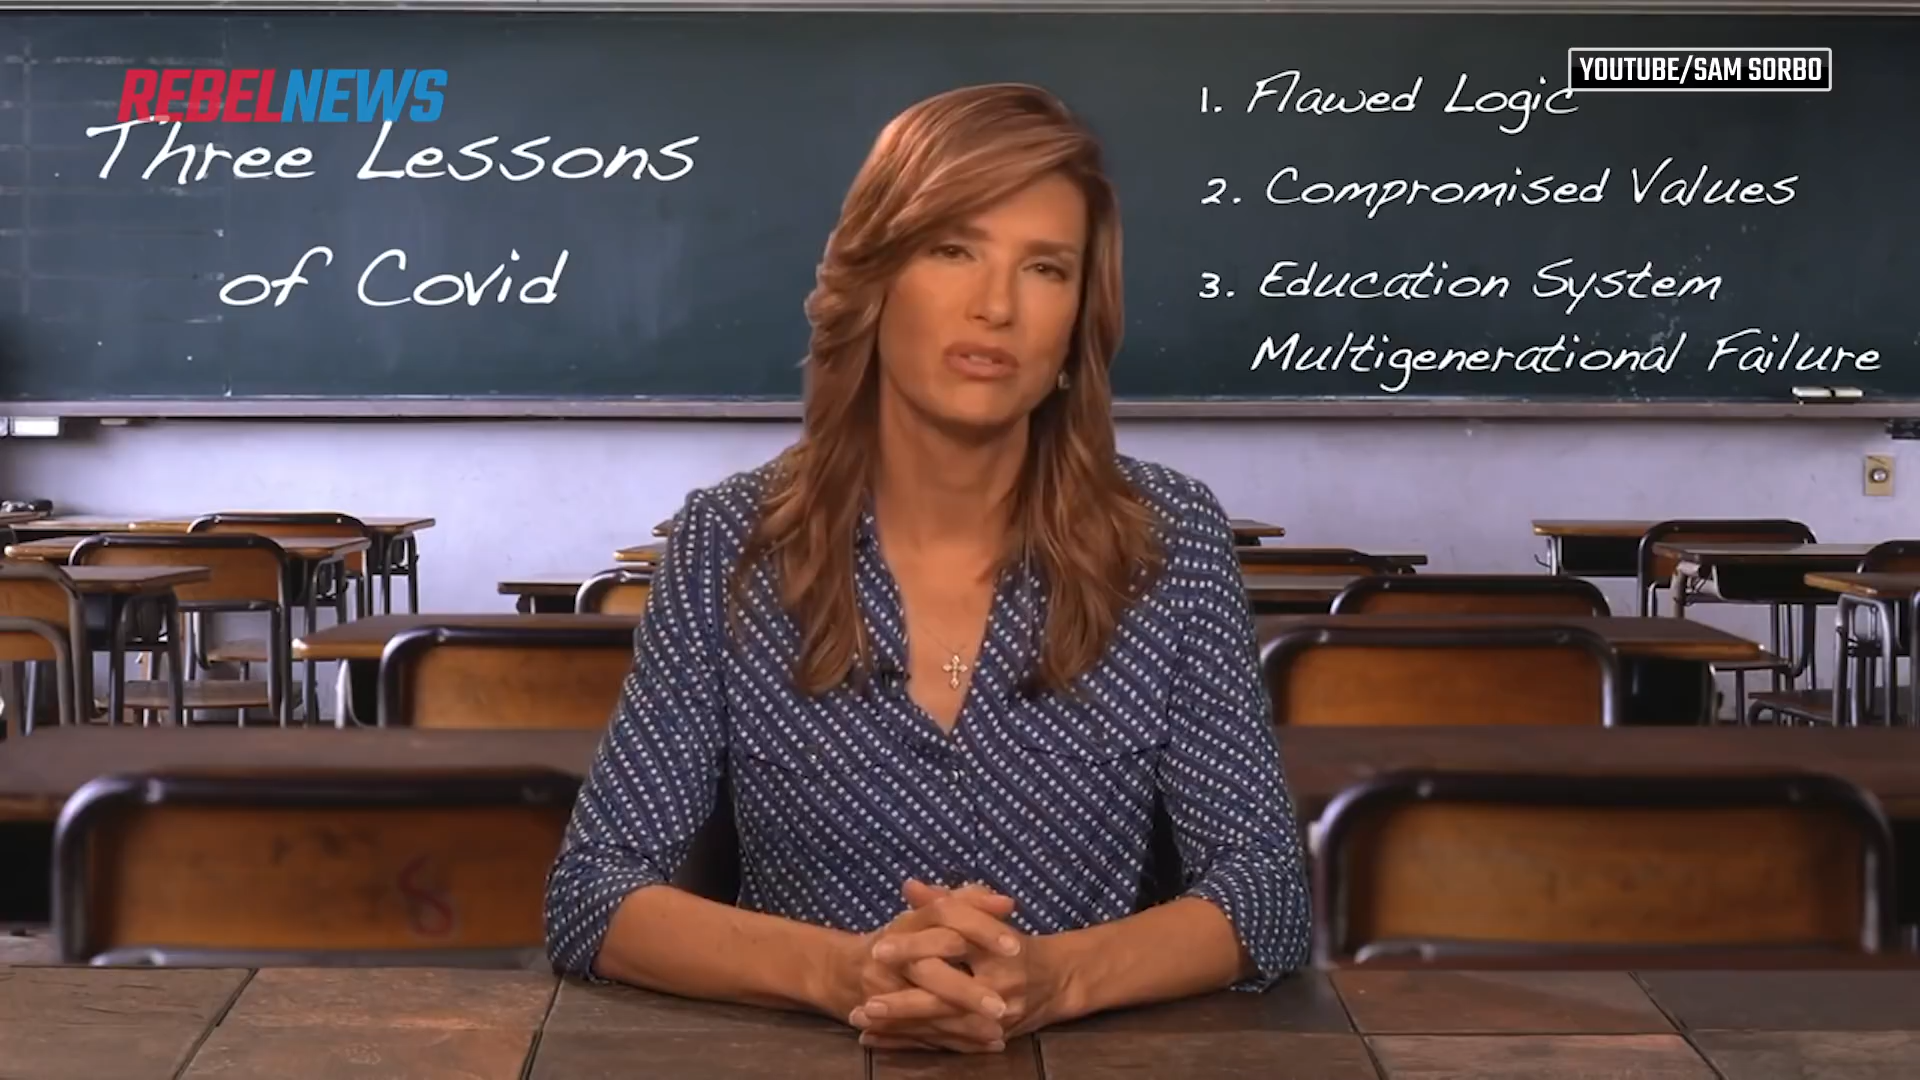 REBELNEWS
YOUTUBE/SAM SORBO
Three Lessons
of Covid
1. Flawed Logic
2. Compromised Values
3. Education System
Multigenerational Failure
8